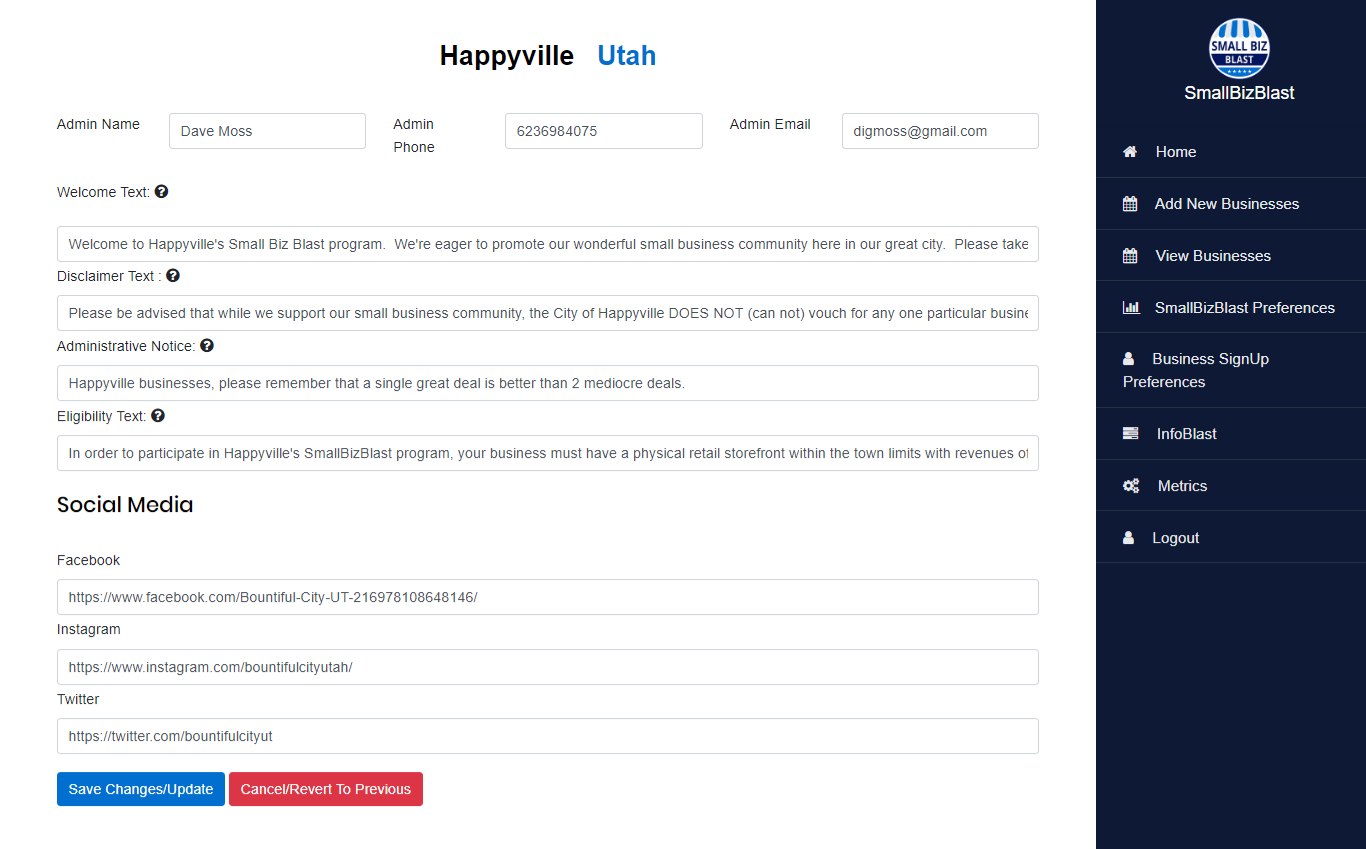 Happyville Utah
Admin Name
Dave Moss
Admin
Phone
6236984075
Admin Email
digmoss@gmail.com
Welcome Text:
Welcome to Happyville's Small Biz Blast program.  We're eager to promote our wonderful small business community here in our great city.  Please take
Disclaimer Text :
Please be advised that while we support our small business community, the City of Happyville DOES NOT (can not) vouch for any one particular busine
Administrative Notice:
Happyville businesses, please remember that a single great deal is better than 2 mediocre deals.
Eligibility Text:
In order to participate in Happyville's SmallBizBlast program, your business must have a physical retail storefront within the town limits with revenues of
Social Media
Facebook
https://www.facebook.com/Bountiful-City-UT-216978108648146/
Instagram
https://www.instagram.com/bountifulcityutah/
Twitter
https://twitter.com/bountifulcityut
Save Changes/Update
Cancel/Revert To Previous
SMALL BIZ
BLAST
SmallBizBlast
Home
Add New Businesses
View Businesses
SmallBizBlast Preferences
Business SignUp
Preferences
InfoBlast
Metrics
Logout